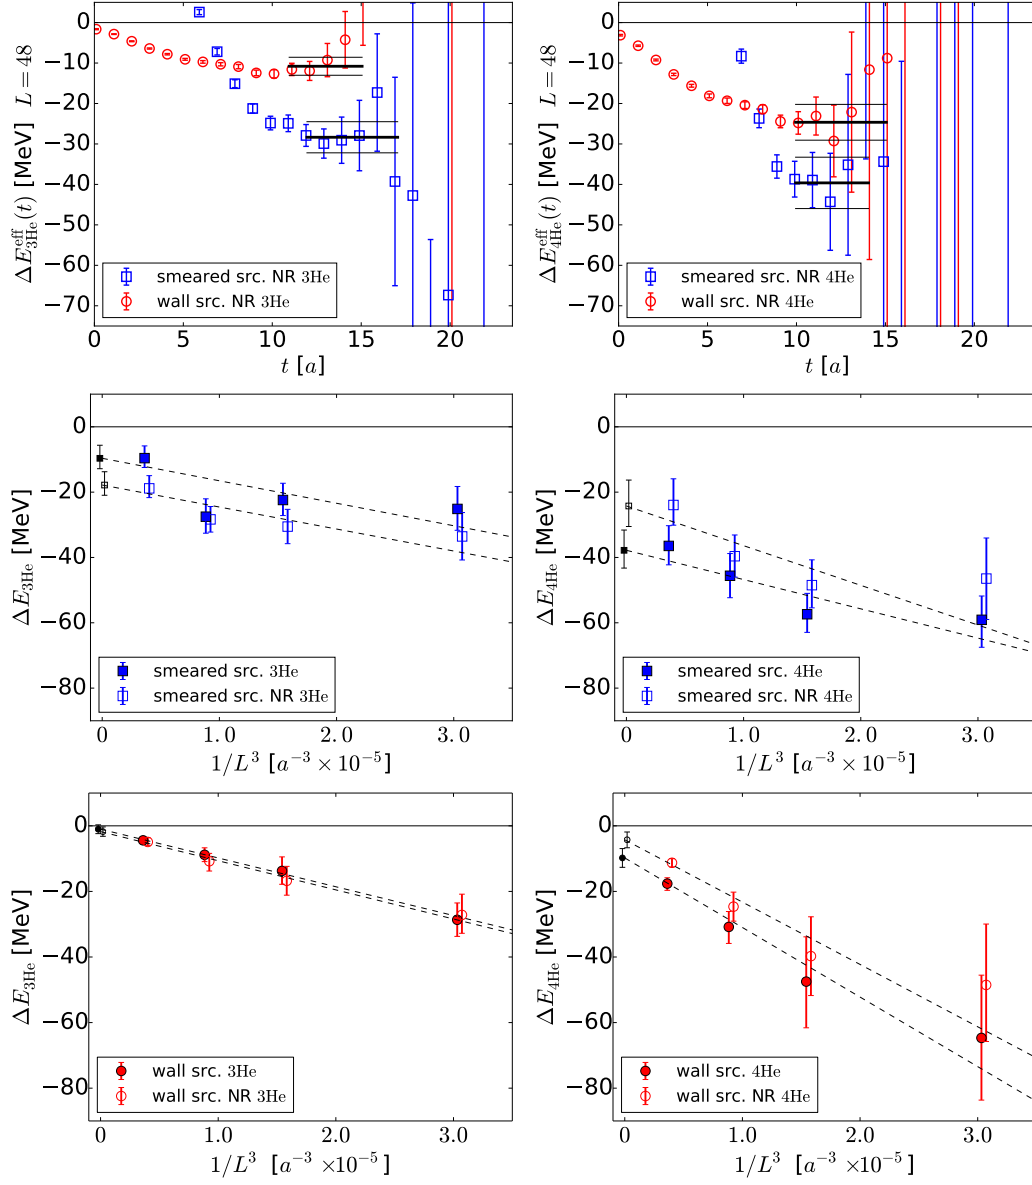 0
−10
−20
−30
−40
−50
−60
−70
ΔE^eff_3He(t) [MeV] L = 48
smeared src. NR 3He
wall src. NR 3He
0 5 10 15 20
t [a]
0
−10
−20
−30
−40
−50
−60
−70
ΔE^eff_4He(t) [MeV] L = 48
smeared src. NR 4He
wall src. NR 4He
0 5 10 15 20
t [a]
0
−20
−40
−60
−80
ΔE_3He [MeV]
smeared src. 3He
smeared src. NR 3He
0 1.0 2.0 3.0
1/L^3 [a^−3 × 10^−5]
0
−20
−40
−60
−80
ΔE_4He [MeV]
smeared src. 4He
smeared src. NR 4He
0 1.0 2.0 3.0
1/L^3 [a^−3 × 10^−5]
0
−20
−40
−60
−80
ΔE_3He [MeV]
wall src. 3He
wall src. NR 3He
0 1.0 2.0 3.0
1/L^3 [a^−3 ×10^−5]
0
−20
−40
−60
−80
ΔE_4He [MeV]
wall src. 4He
wall src. NR 4He
0 1.0 2.0 3.0
1/L^3 [a^−3 ×10^−5]